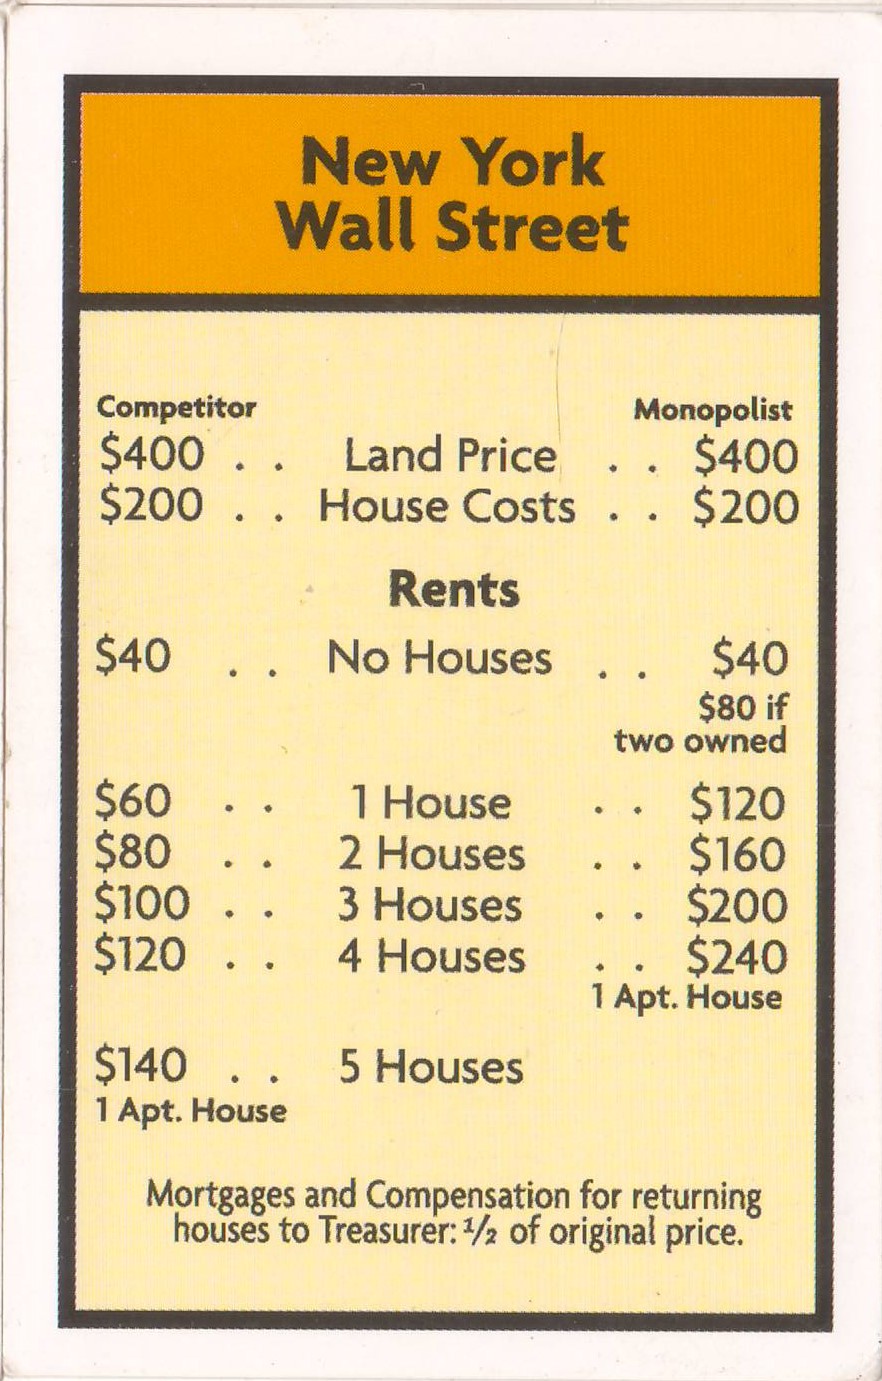 New York
Wall Street
Competitor Monopolist
$400 . . Land Price . . $400
$200 . . House Costs . . $200
Rents
$40 . . No Houses . . $40
$80 if
two owned
$60 . . 1 House . . $120
$80 . . 2 Houses . . $160
$100 . . 3 Houses . . $200
$120 . . 4 Houses . . $240
1 Apt. House
$140 . . 5 Houses
1 Apt. House
Mortgages and Compensation for returning
houses to Treasurer: ½ of original price.